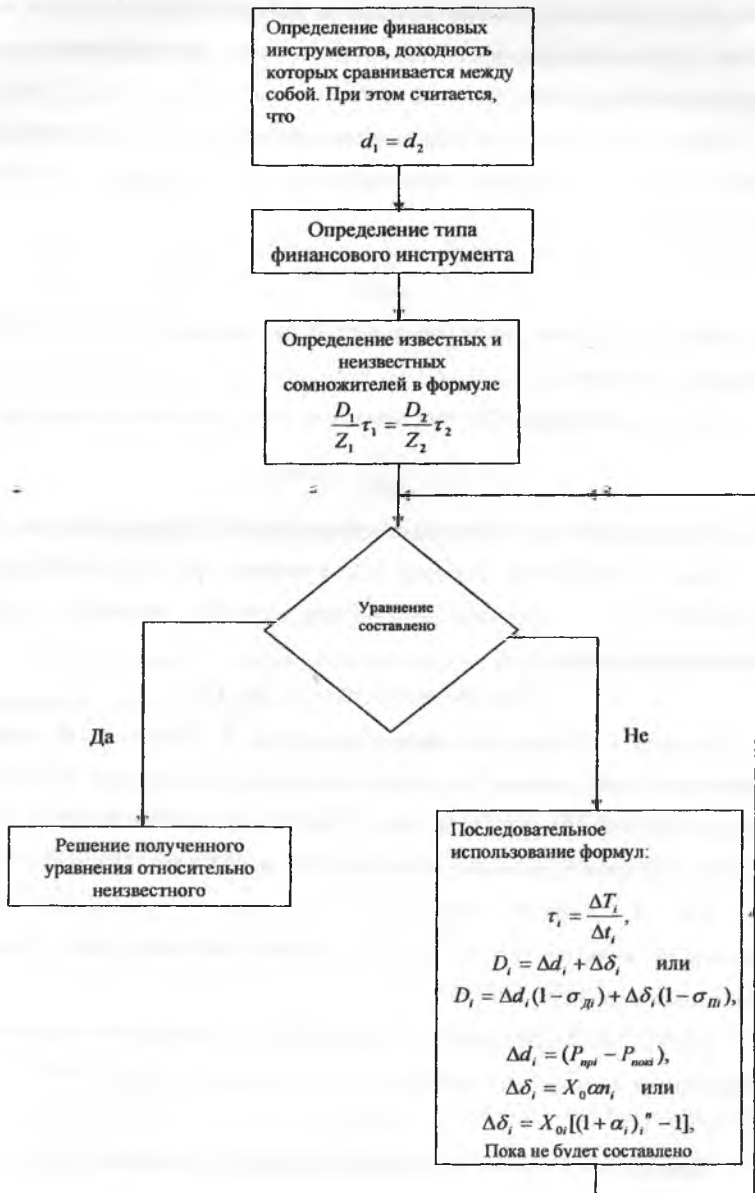 Определение финансовых
инструментов, доходность
которых сравнивается между
собой. При этом считается,
что
d₁ = d₂
Определение типа
финансового инструмента
Определение известных и
неизвестных
сомножителей в формуле
D₁/Z₁ τ₁ = D₂/Z₂ τ₂
Уравнение
составлено
Да
Не
Решение полученного
уравнения относительно
неизвестного
Последовательное
использование формул:
τᵢ = ΔTᵢ/Δtᵢ,
Dᵢ = Δdᵢ + Δδᵢ или
Dᵢ = Δdᵢ(1 − σ_Дi) + Δδᵢ(1 − σ_Пi),
Δdᵢ = (P_прi − P_покi),
Δδᵢ = X₀αnᵢ или
Δδᵢ = X₀ᵢ[(1 + αᵢ)ᵢⁿ − 1],
Пока не будет составлено